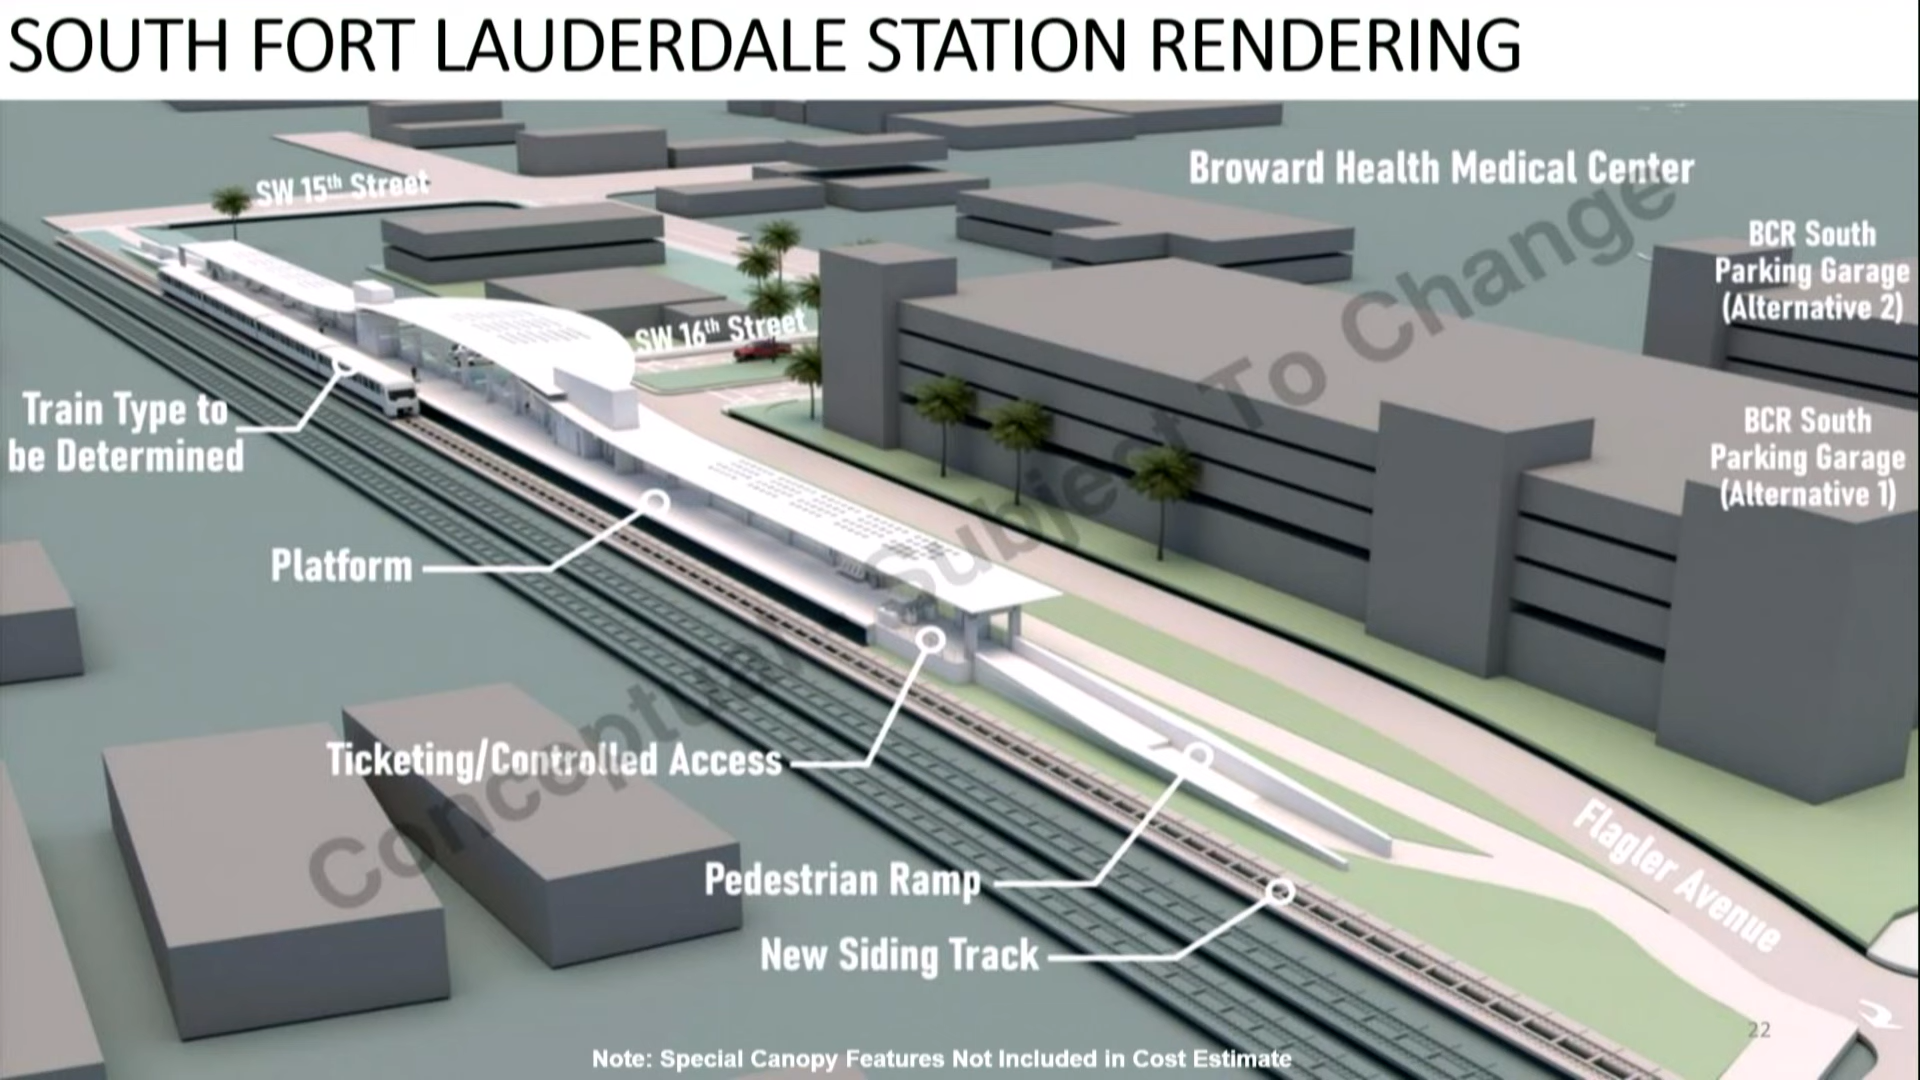 SOUTH FORT LAUDERDALE STATION RENDERING
SW 15th Street
Broward Health Medical Center
BCR South
Parking Garage
(Alternative 2)
SW 16th Street
Train Type to
be Determined
BCR South
Parking Garage
(Alternative 1)
Platform
Ticketing/Controlled Access
Pedestrian Ramp
Flagler Avenue
New Siding Track
Conceptual Subject To Change
22
Note: Special Canopy Features Not Included in Cost Estimate